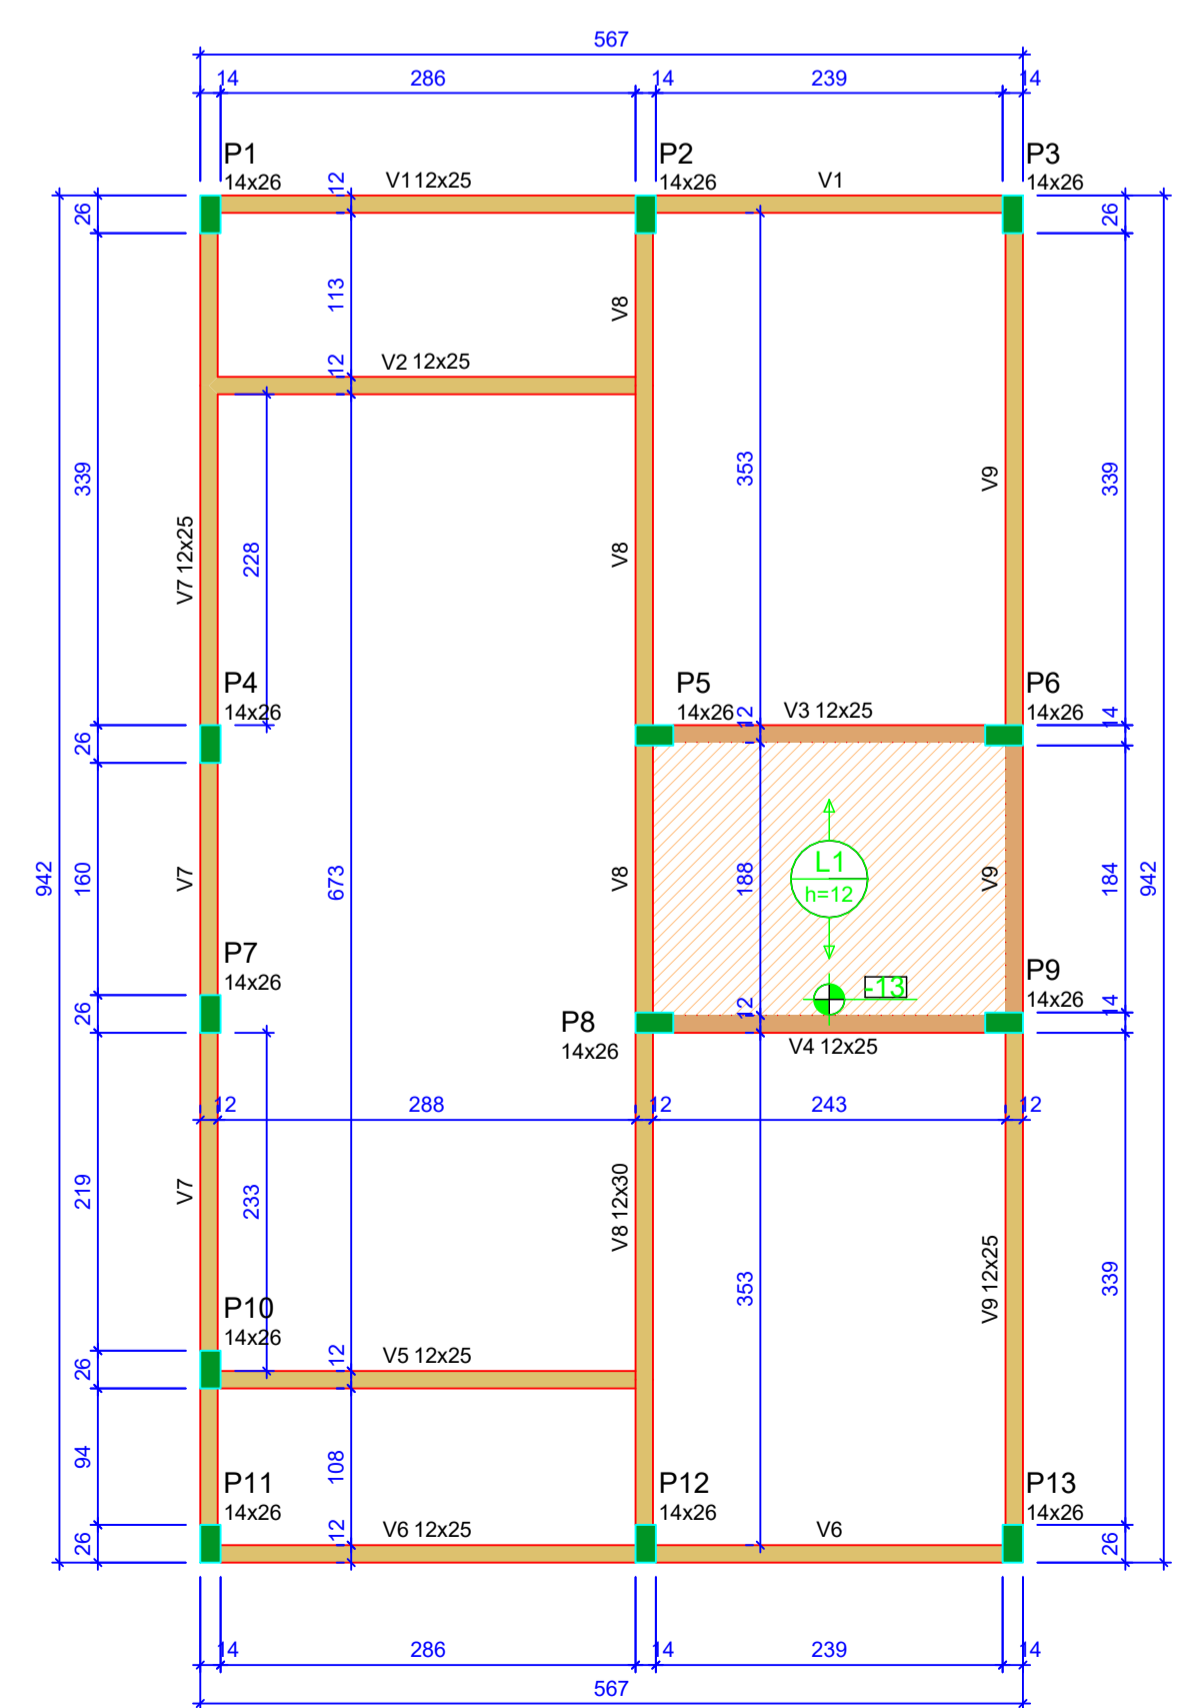 567
14 286 14 239 14
P1 P2 P3
14x26 12 V1 12x25 14x26 V1 14x26
26 26
113 V8
12 V2 12x25
339 V7 12x25 228 V8 353 V9 339
P4 P5 P6
14x26 14x26 12 V3 12x25 14x26 14
26
L1
h=12
942 160 V7 673 V8 188 V9 184 942
P7 P9
14x26 -13 14x26 14
26 P8 12
14x26 V4 12x25
12 288 12 243 12
219 V7 233 V8 12x30 353 V9 12x25 339
P10
14x26
26 12 V5 12x25
94 108
P11 P12 P13
14x26 14x26 14x26
26 12 V6 12x25 V6 26
14 286 14 239 14
567